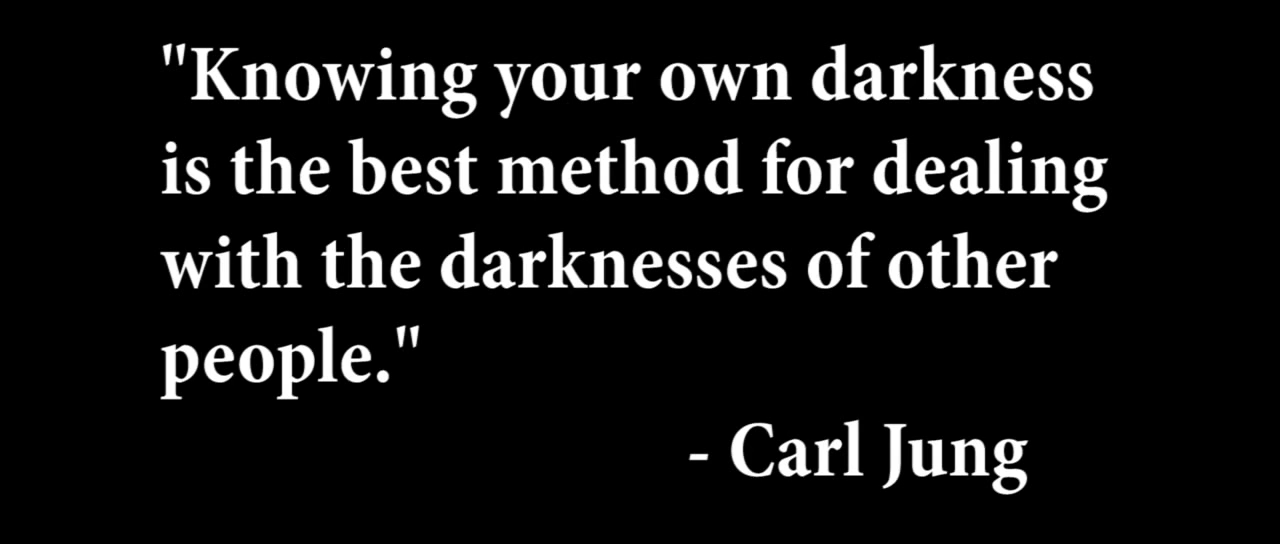 "Knowing your own darkness
is the best method for dealing
with the darknesses of other
people."
- Carl Jung